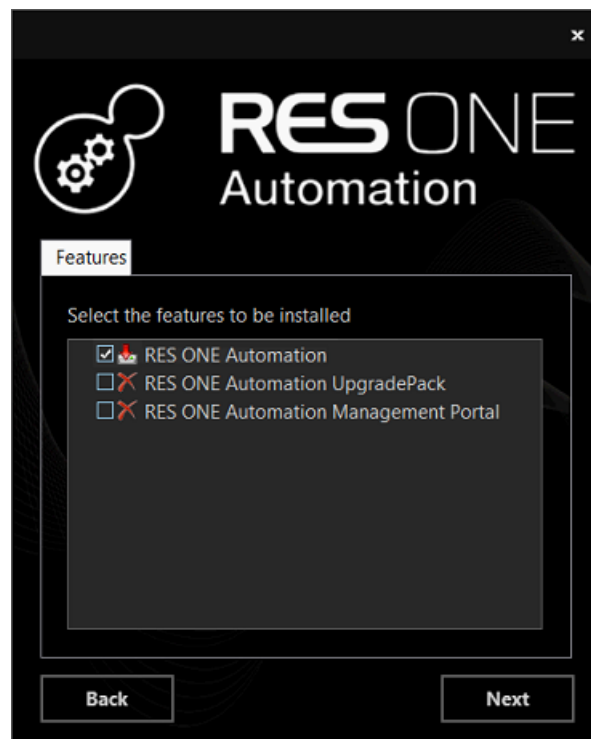 RES ONE
Automation
Features
Select the features to be installed
RES ONE Automation
RES ONE Automation UpgradePack
RES ONE Automation Management Portal
Back
Next